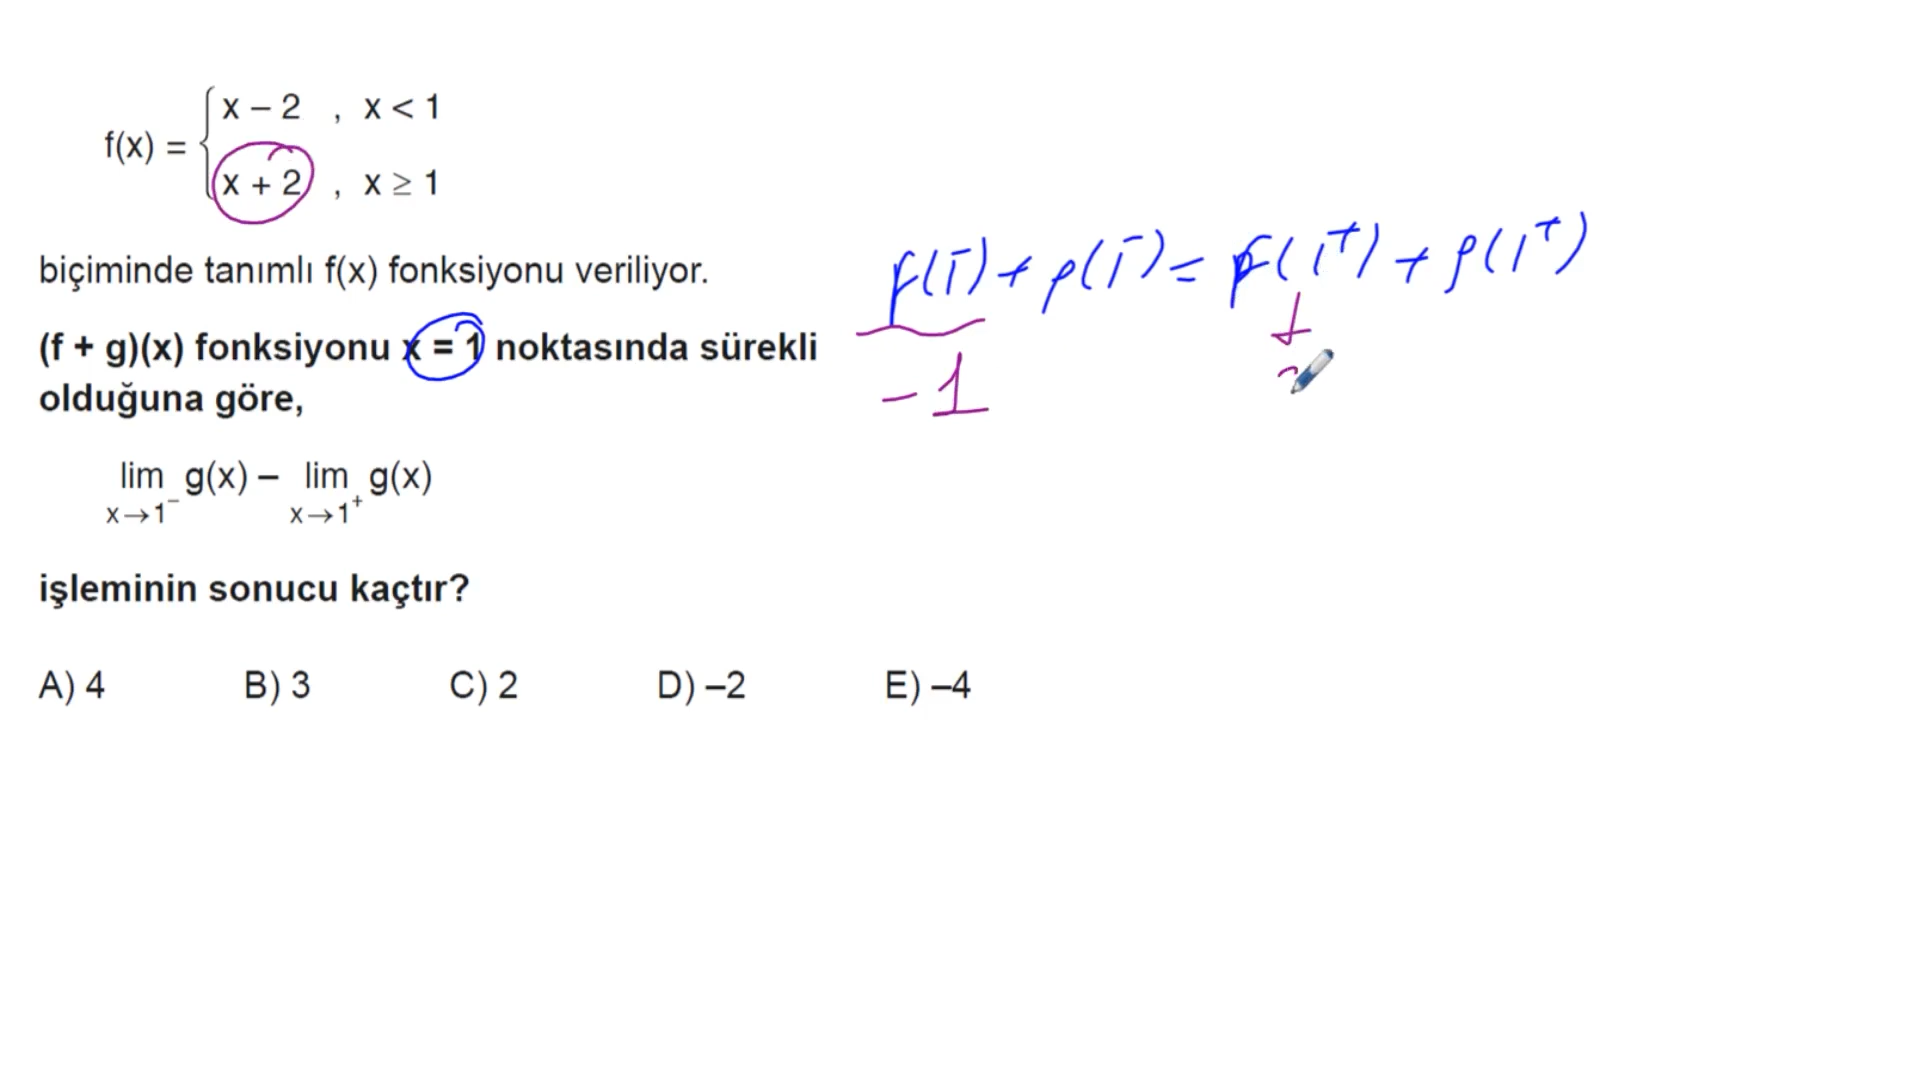 f(x) = { x – 2 , x < 1
x + 2 , x ≥ 1
biçiminde tanımlı f(x) fonksiyonu veriliyor.
(f + g)(x) fonksiyonu x = 1 noktasında sürekli
olduğuna göre,
lim g(x) – lim g(x)
x→1⁻ x→1⁺
işleminin sonucu kaçtır?
A) 4 B) 3 C) 2 D) –2 E) –4
f(1⁻) + g(1⁻) = f(1⁺) + g(1⁺)
-1